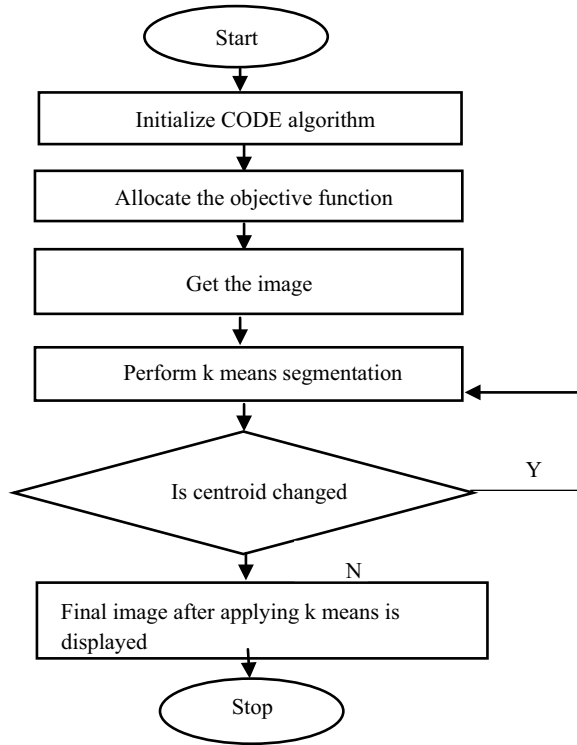 Start
Initialize CODE algorithm
Allocate the objective function
Get the image
Perform k means segmentation
Is centroid changed
Y
N
Final image after applying k means is
displayed
Stop